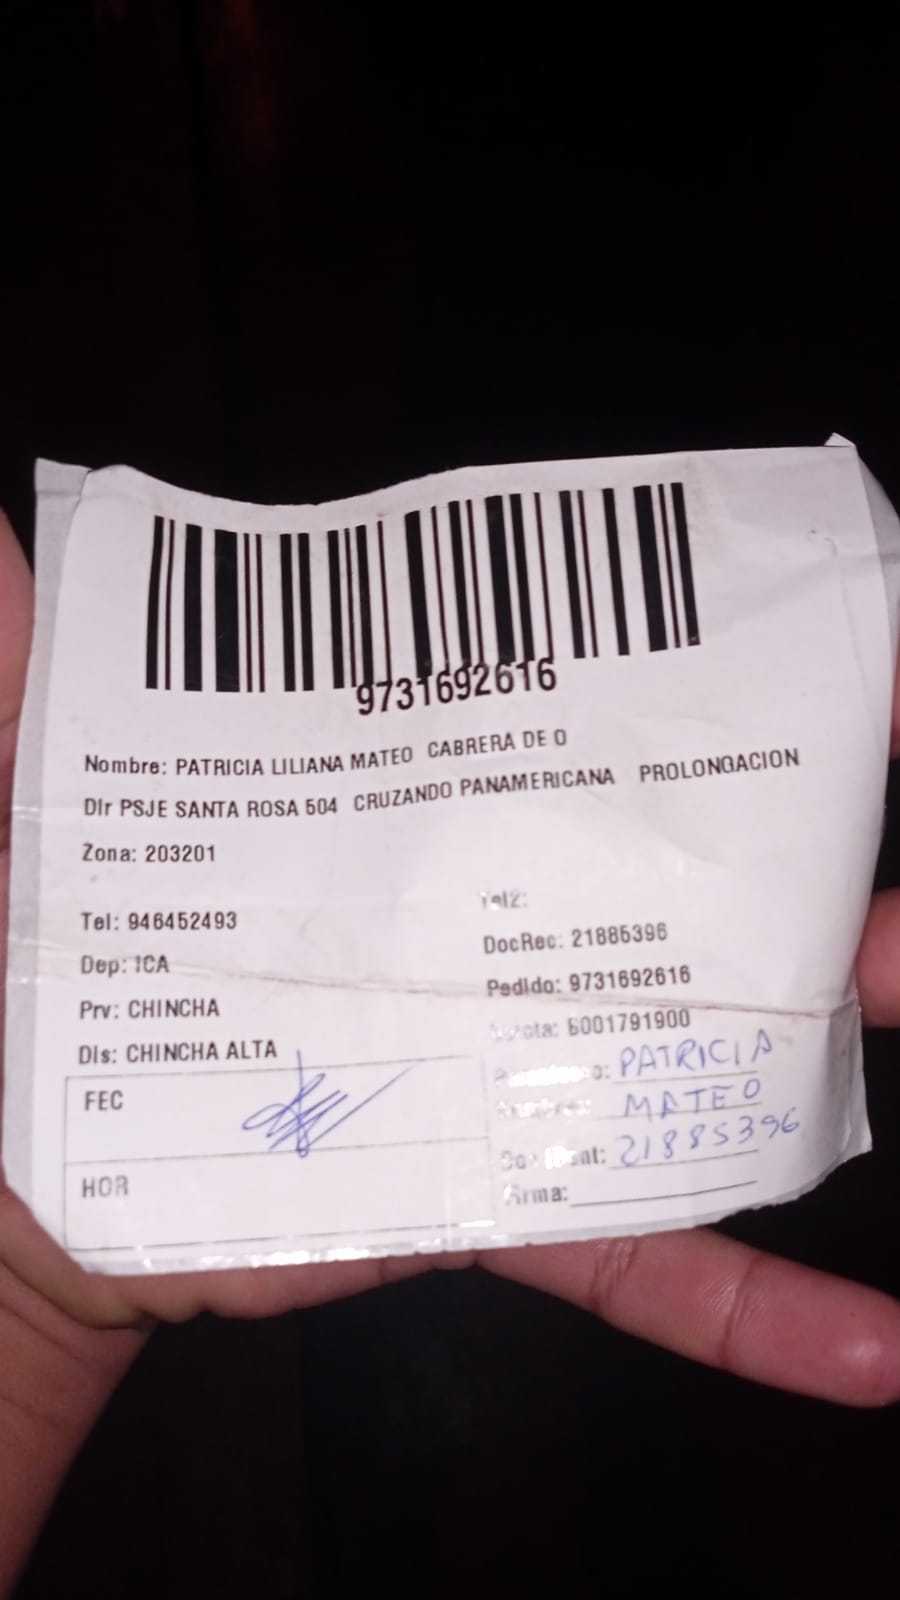 9731692616
Nombre: PATRICIA LILIANA MATEO CABRERA DE O
Dir PSJE SANTA ROSA 504 CRUZANDO PANAMERICANA PROLONGACION
Zona: 203201
Tel: 946452493
Tel2:
Dep: ICA
DocRec: 21885396
Prv: CHINCHA
Pedido: 9731692616
Dis: CHINCHA ALTA
6001791900
FEC
PATRICIA
MATEO
HOR
21885396
Firma: